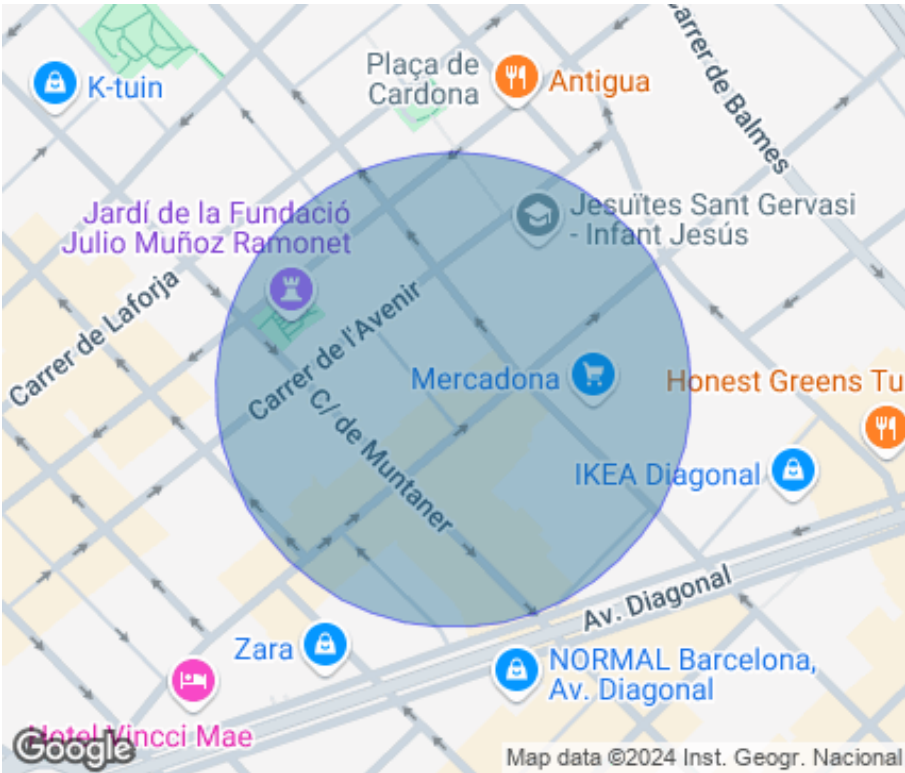 Carrer de Balmes
Plaça de
Cardona
Antigua
K-tuin
Jardí de la Fundació
Julio Muñoz Ramonet
Jesuïtes Sant Gervasi
- Infant Jesús
Carrer de Laforja
Carrer de l'Avenir
C/ de Muntaner
Mercadona
Honest Greens Tu
IKEA Diagonal
Av. Diagonal
Zara
NORMAL Barcelona,
Av. Diagonal
Hotel Vincci Mae
Google
Map data ©2024 Inst. Geogr. Nacional